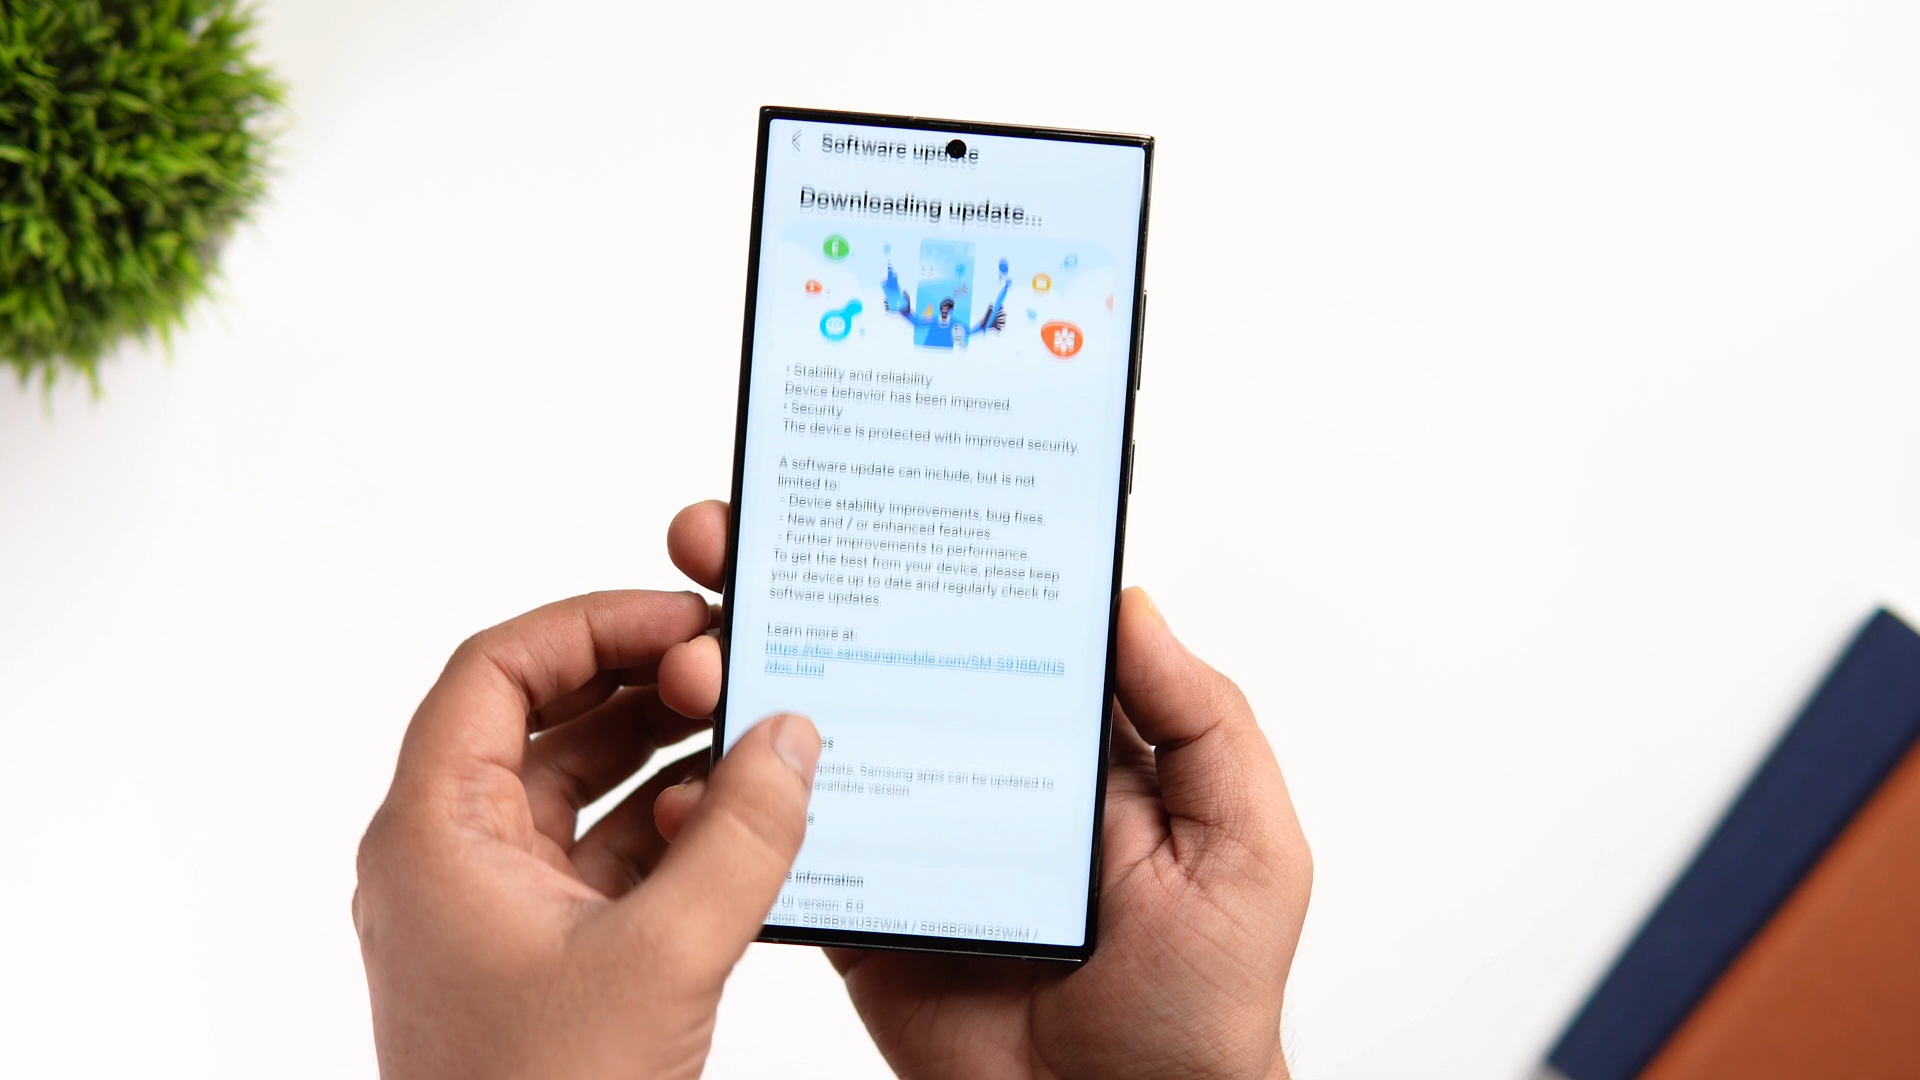 Software update
Downloading update...
• Stability and reliability
Device behavior has been improved.
• Security
The device is protected with improved security.
A software update can include, but is not
limited to:
- Device stability improvements, bug fixes.
- New and / or enhanced features.
- Further improvements to performance.
To get the best from your device, please keep
your device up to date and regularly check for
software updates.
Learn more at:
https://doc.samsungmobile.com/SM-S918B/INS
/doc.html
update, Samsung apps can be updated to
available version
information
UI version: 6.0